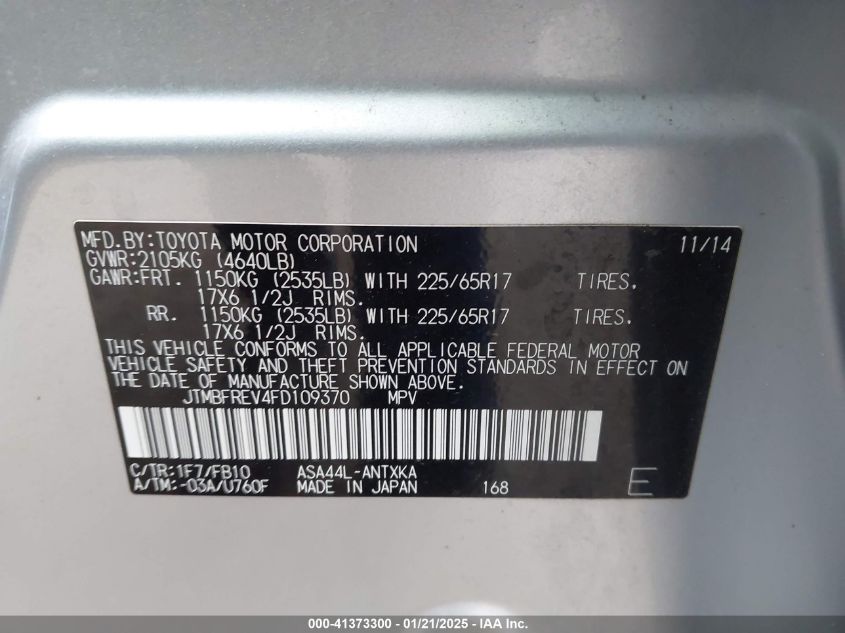 MFD.BY:TOYOTA MOTOR CORPORATION 11/14
GVWR:2105KG (4640LB)
GAWR:FRT. 1150KG (2535LB) WITH 225/65R17 TIRES.
17X6 1/2J RIMS.
RR. 1150KG (2535LB) WITH 225/65R17 TIRES.
17X6 1/2J RIMS.
THIS VEHICLE CONFORMS TO ALL APPLICABLE FEDERAL MOTOR
VEHICLE SAFETY AND THEFT PREVENTION STANDARDS IN EFFECT ON
THE DATE OF MANUFACTURE SHOWN ABOVE.
JTMBFREV4FD109370 MPV
C/TR:1F7/FB10 ASA44L-ANTXKA
A/TM:-03A/U760F MADE IN JAPAN 168 E
000-41373300 / 01/21/2025 - IAA Inc.